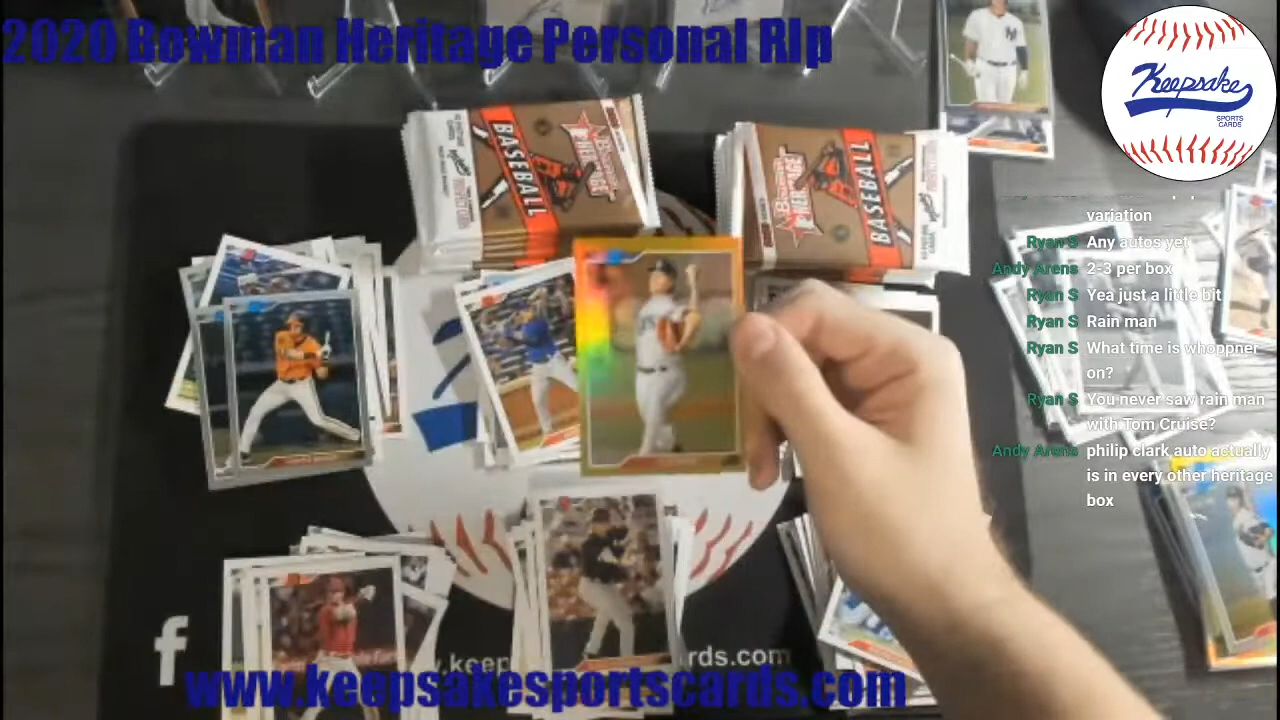 2020 Bowman Heritage Personal Rip
Keepsake
SPORTS
CARDS
BASEBALL
BASEBALL
variation
Ryan S Any autos yet
Andy Arens 2-3 per box
Ryan S Yea just a little bit
Ryan S Rain man
Ryan S What time is whoppner
on?
Ryan S You never saw rain man
with Tom Cruise?
Andy Arens philip clark auto actually
is in every other heritage
box
f
www.keepsakesportscards.com